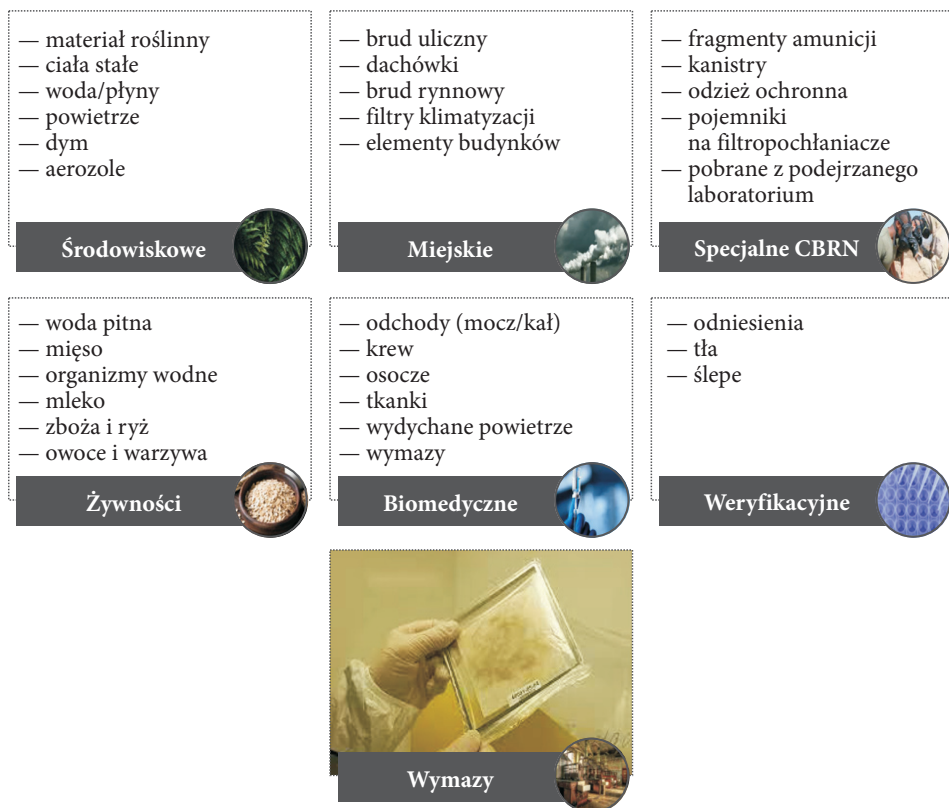 — materiał roślinny
— ciała stałe
— woda/płyny
— powietrze
— dym
— aerozole
Środowiskowe
— brud uliczny
— dachówki
— brud rynnowy
— filtry klimatyzacji
— elementy budynków
Miejskie
— fragmenty amunicji
— kanistry
— odzież ochronna
— pojemniki
na filtropochłaniacze
— pobrane z podejrzanego
laboratorium
Specjalne CBRN
— woda pitna
— mięso
— organizmy wodne
— mleko
— zboża i ryż
— owoce i warzywa
Żywności
— odchody (mocz/kał)
— krew
— osocze
— tkanki
— wydychane powietrze
— wymazy
Biomedyczne
— odniesienia
— tła
— ślepe
Weryfikacyjne
Wymazy